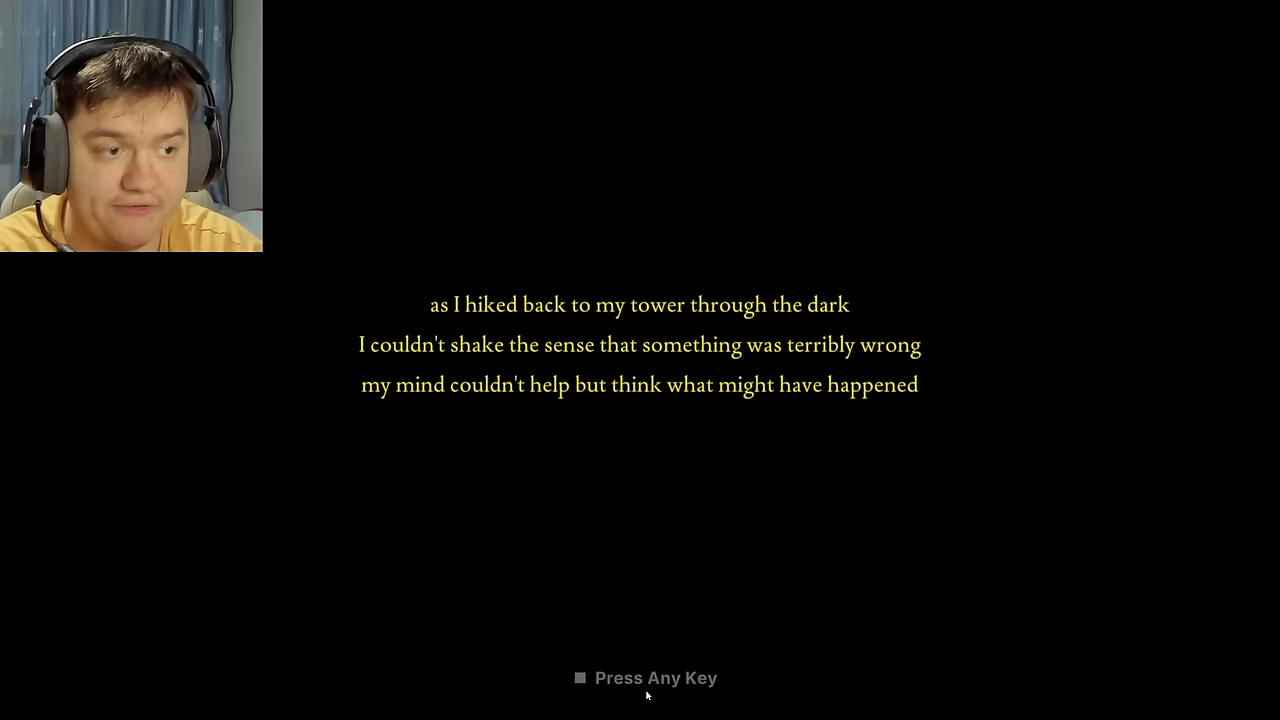 as I hiked back to my tower through the dark
I couldn't shake the sense that something was terribly wrong
my mind couldn't help but think what might have happened
Press Any Key